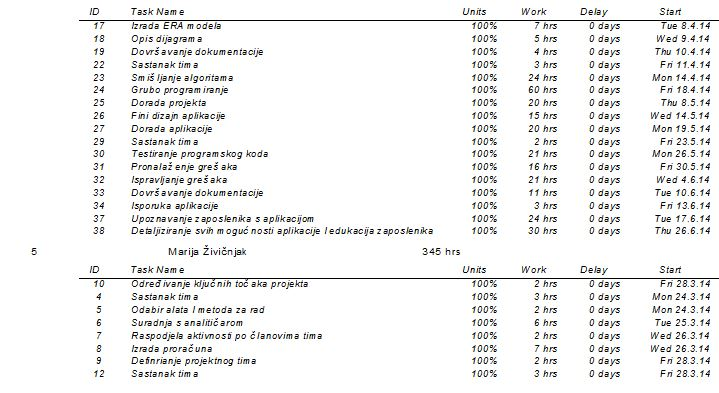 ID Task Name Units Work Delay Start
17 Izrada ERA modela 100% 7 hrs 0 days Tue 8.4.14
18 Opis dijagrama 100% 5 hrs 0 days Wed 9.4.14
19 Dovršavanje dokumentacije 100% 4 hrs 0 days Thu 10.4.14
22 Sastanak tima 100% 3 hrs 0 days Fri 11.4.14
23 Smišljanje algoritama 100% 24 hrs 0 days Mon 14.4.14
24 Grubo programiranje 100% 60 hrs 0 days Fri 18.4.14
25 Dorada projekta 100% 20 hrs 0 days Thu 8.5.14
26 Fini dizajn aplikacije 100% 15 hrs 0 days Wed 14.5.14
27 Dorada aplikacije 100% 20 hrs 0 days Mon 19.5.14
29 Sastanak tima 100% 2 hrs 0 days Fri 23.5.14
30 Testiranje programskog koda 100% 21 hrs 0 days Mon 26.5.14
31 Pronalaženje grešaka 100% 16 hrs 0 days Fri 30.5.14
32 Ispravljanje grešaka 100% 21 hrs 0 days Wed 4.6.14
33 Dovršavanje dokumentacije 100% 11 hrs 0 days Tue 10.6.14
34 Isporuka aplikacije 100% 3 hrs 0 days Fri 13.6.14
37 Upoznavanje zaposlenika s aplikacijom 100% 24 hrs 0 days Tue 17.6.14
38 Detaljiziranje svih mogućnosti aplikacije I edukacija zaposlenika 100% 30 hrs 0 days Thu 26.6.14
5 Marija Živičnjak 345 hrs
ID Task Name Units Work Delay Start
10 Određivanje ključnih točaka projekta 100% 2 hrs 0 days Fri 28.3.14
4 Sastanak tima 100% 3 hrs 0 days Mon 24.3.14
5 Odabir alata I metoda za rad 100% 2 hrs 0 days Mon 24.3.14
6 Suradnja s analitičarom 100% 6 hrs 0 days Tue 25.3.14
7 Raspodjela aktivnosti po članovima tima 100% 2 hrs 0 days Wed 26.3.14
8 Izrada proračuna 100% 7 hrs 0 days Wed 26.3.14
9 Definrianje projektnog tima 100% 2 hrs 0 days Fri 28.3.14
12 Sastanak tima 100% 3 hrs 0 days Fri 28.3.14